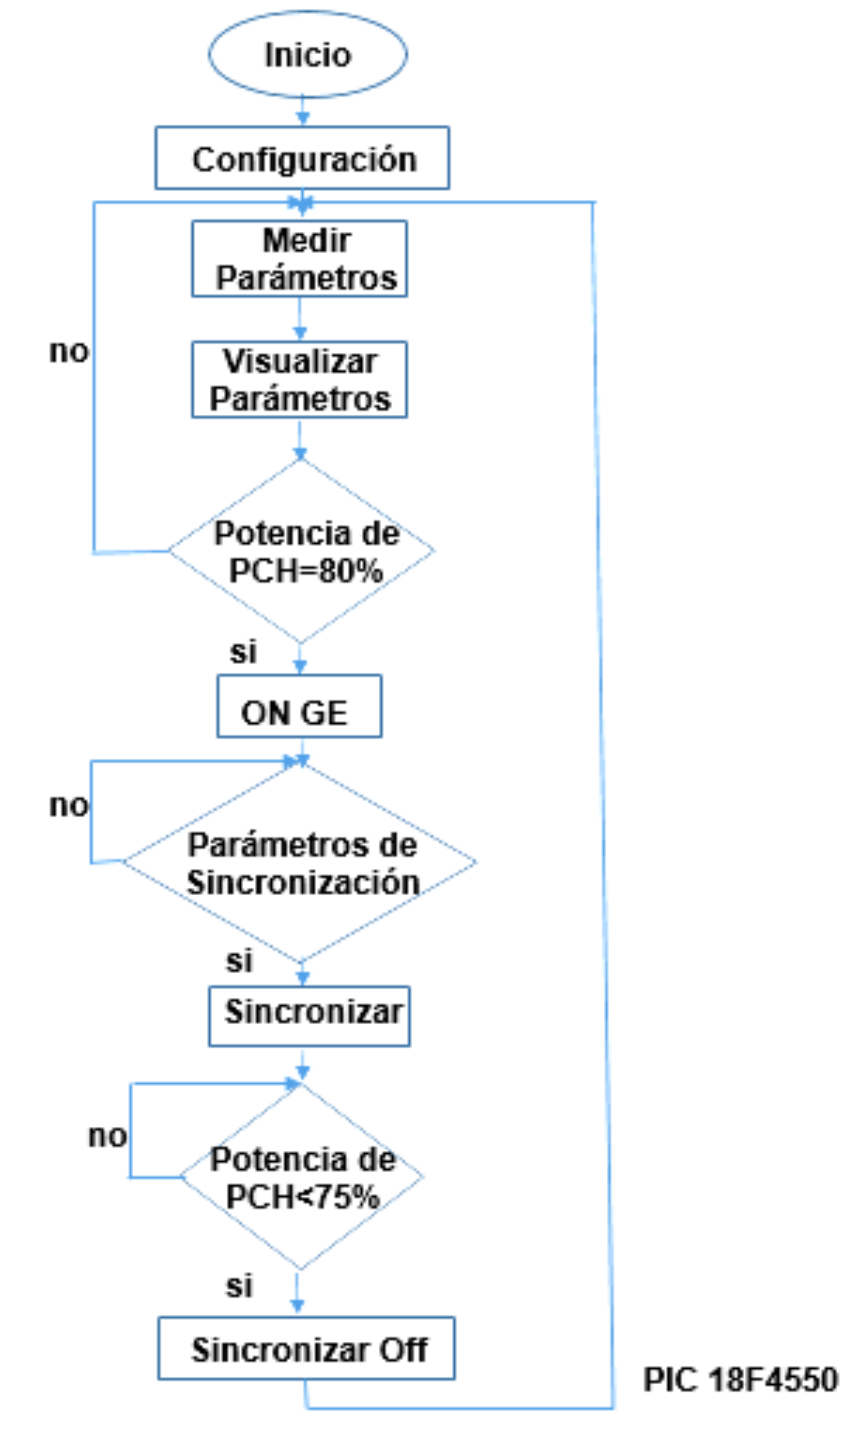 Inicio
Configuración
Medir
Parámetros
no
Visualizar
Parámetros
Potencia de
PCH=80%
si
ON GE
no
Parámetros de
Sincronización
si
Sincronizar
no
Potencia de
PCH<75%
si
Sincronizar Off
PIC 18F4550